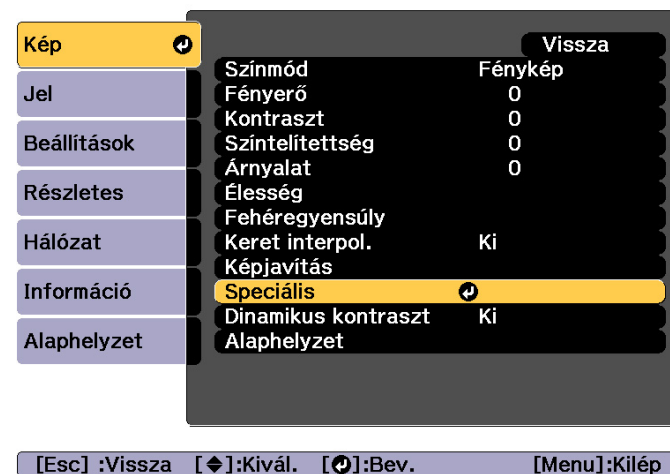 Kép
Jel
Beállítások
Részletes
Hálózat
Információ
Alaphelyzet
Vissza
Színmód Fénykép
Fényerő 0
Kontraszt 0
Színtelítettség 0
Árnyalat 0
Élesség
Fehéregyensúly
Keret interpol. Ki
Képjavítás
Speciális
Dinamikus kontraszt Ki
Alaphelyzet
[Esc] :Vissza [◆]:Kivál. [↵]:Bev. [Menu]:Kilép